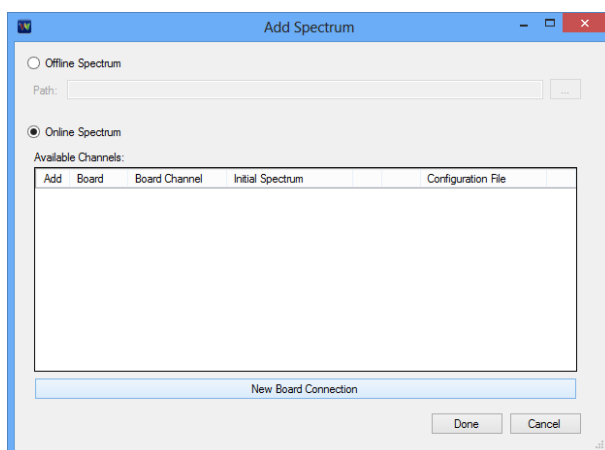 Add Spectrum
Offline Spectrum
Path:
...
Online Spectrum
Available Channels:
Add Board Board Channel Initial Spectrum Configuration File
New Board Connection
Done Cancel